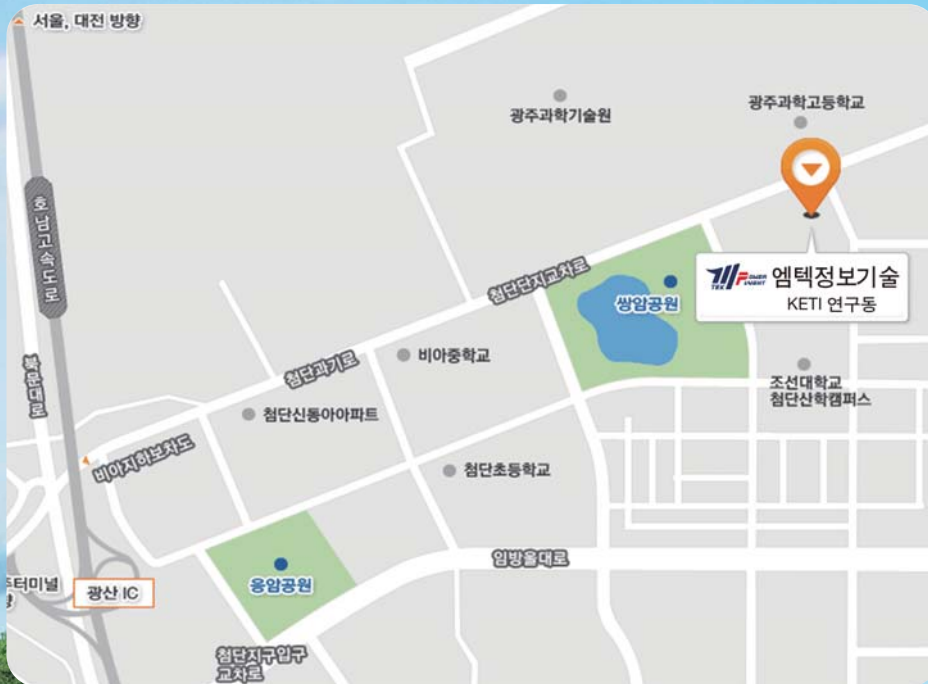 서울, 대전 방향
광주과학기술원
광주과학고등학교
호남고속도로
엠텍정보기술
KETI 연구동
첨단단지교차로
쌍암공원
북문대로
비아중학교
첨단과기로
조선대학교
첨단산학캠퍼스
첨단신동아아파트
비아지하보차도
첨단초등학교
임방울대로
응암공원
터미널
광산 IC
첨단지구입구
교차로